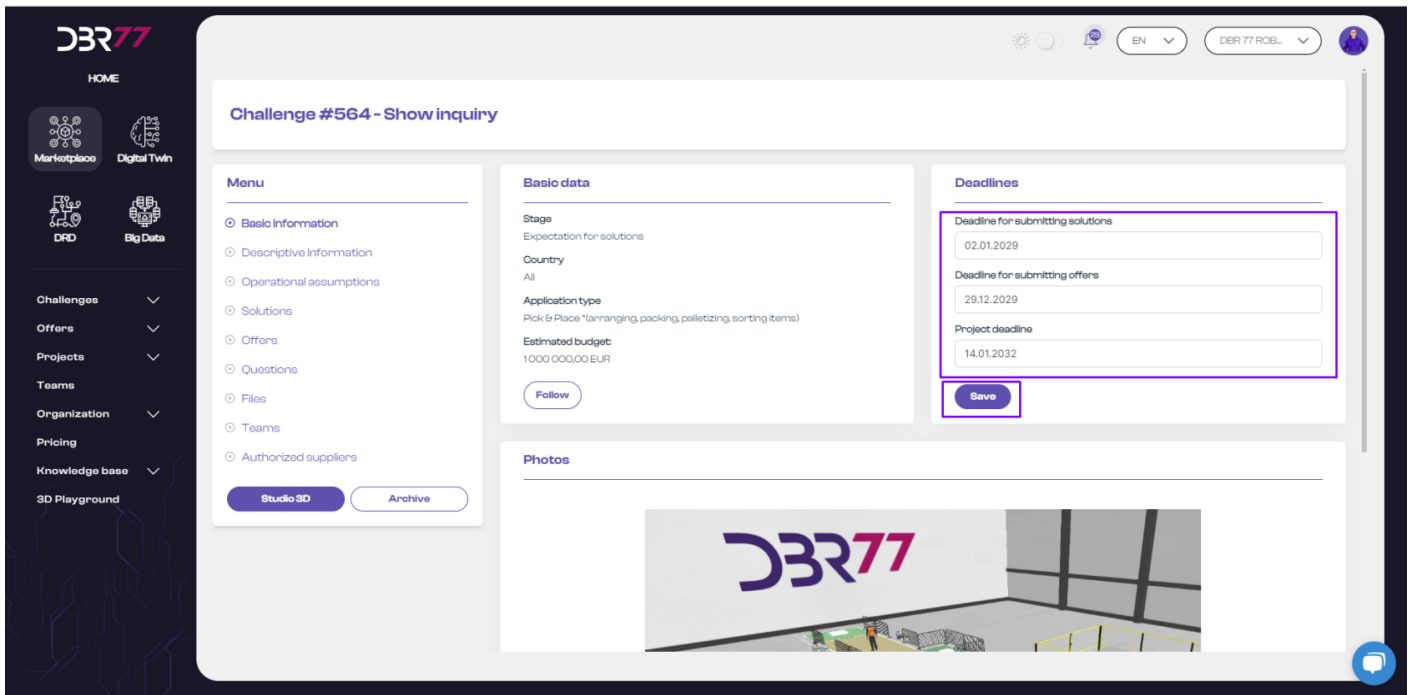 DBR77
HOME
Marketplace
Digital Twin
DRD
Big Data
Challenges
Offers
Projects
Teams
Organization
Pricing
Knowledge base
3D Playground
25
EN
DBR 77 ROB...
Challenge #564 - Show inquiry
Menu
Basic information
Descriptive information
Operational assumptions
Solutions
Offers
Questions
Files
Teams
Authorized suppliers
Studio 3D
Archive
Basic data
Stage
Expectation for solutions
Country
All
Application type
Pick & Place *(arranging, packing, palletizing, sorting items)
Estimated budget:
1 000 000,00 EUR
Follow
Deadlines
Deadline for submitting solutions
02.01.2029
Deadline for submitting offers
29.12.2029
Project deadline
14.01.2032
Save
Photos
DBR77